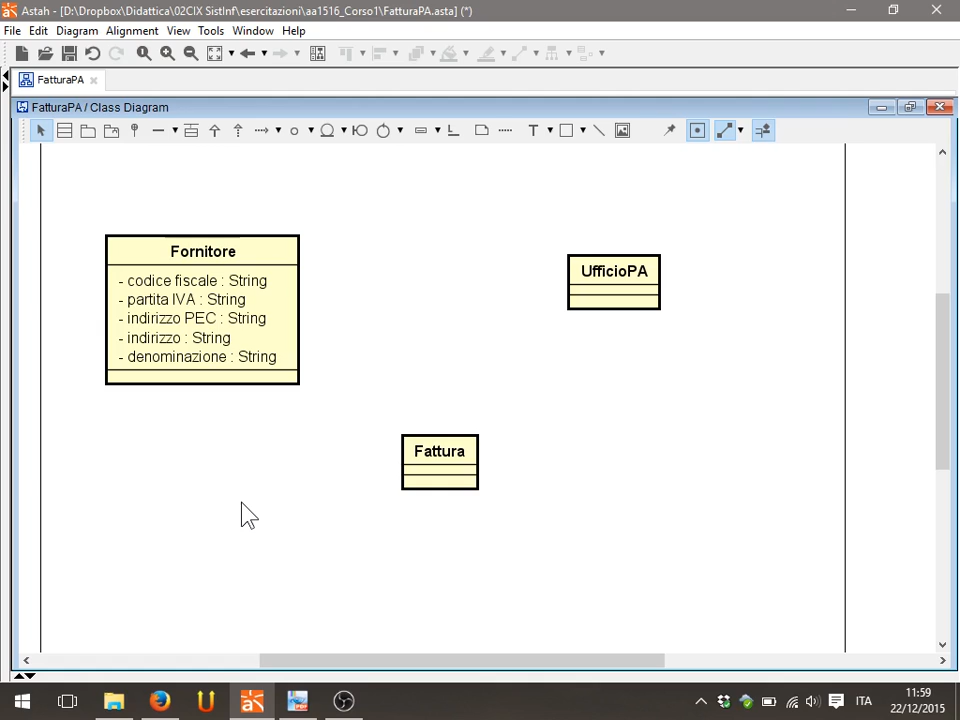 Astah - [D:\Dropbox\Didattica\02CIX SistInf\esercitazioni\aa1516_Corso1\FatturaPA.asta] (*)
File Edit Diagram Alignment View Tools Window Help
FatturaPA
FatturaPA / Class Diagram
T
Fornitore
- codice fiscale : String
- partita IVA : String
- indirizzo PEC : String
- indirizzo : String
- denominazione : String
UfficioPA
Fattura
ITA
11:59
22/12/2015